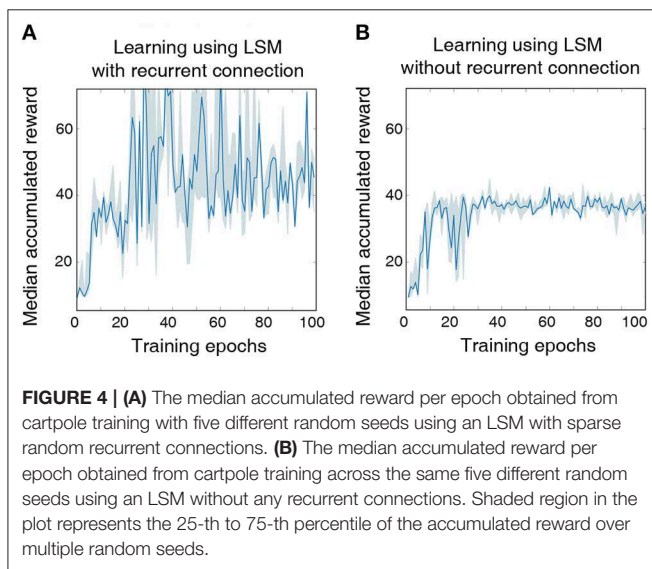 A
Learning using LSM
with recurrent connection
Median accumulated reward
60
40
20
0
20
40
60
80
100
Training epochs
B
Learning using LSM
without recurrent connection
Median accumulated reward
60
40
20
0
20
40
60
80
100
Training epochs
FIGURE 4 | (A) The median accumulated reward per epoch obtained from
cartpole training with five different random seeds using an LSM with sparse
random recurrent connections. (B) The median accumulated reward per
epoch obtained from cartpole training across the same five different random
seeds using an LSM without any recurrent connections. Shaded region in the
plot represents the 25-th to 75-th percentile of the accumulated reward over
multiple random seeds.